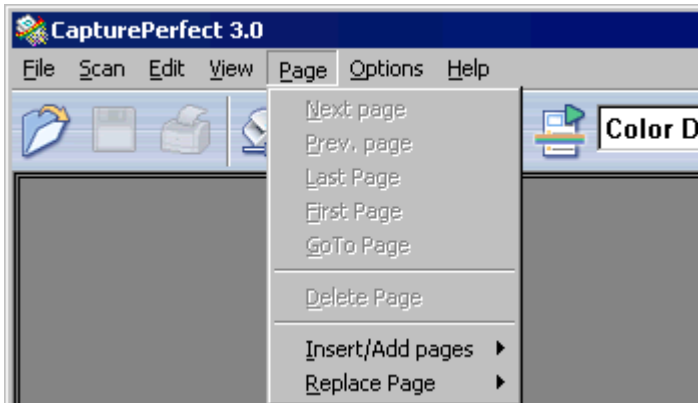 CapturePerfect 3.0
File Scan Edit View Page Options Help
Color D
Next page
Prev. page
Last Page
First Page
GoTo Page
Delete Page
Insert/Add pages
Replace Page